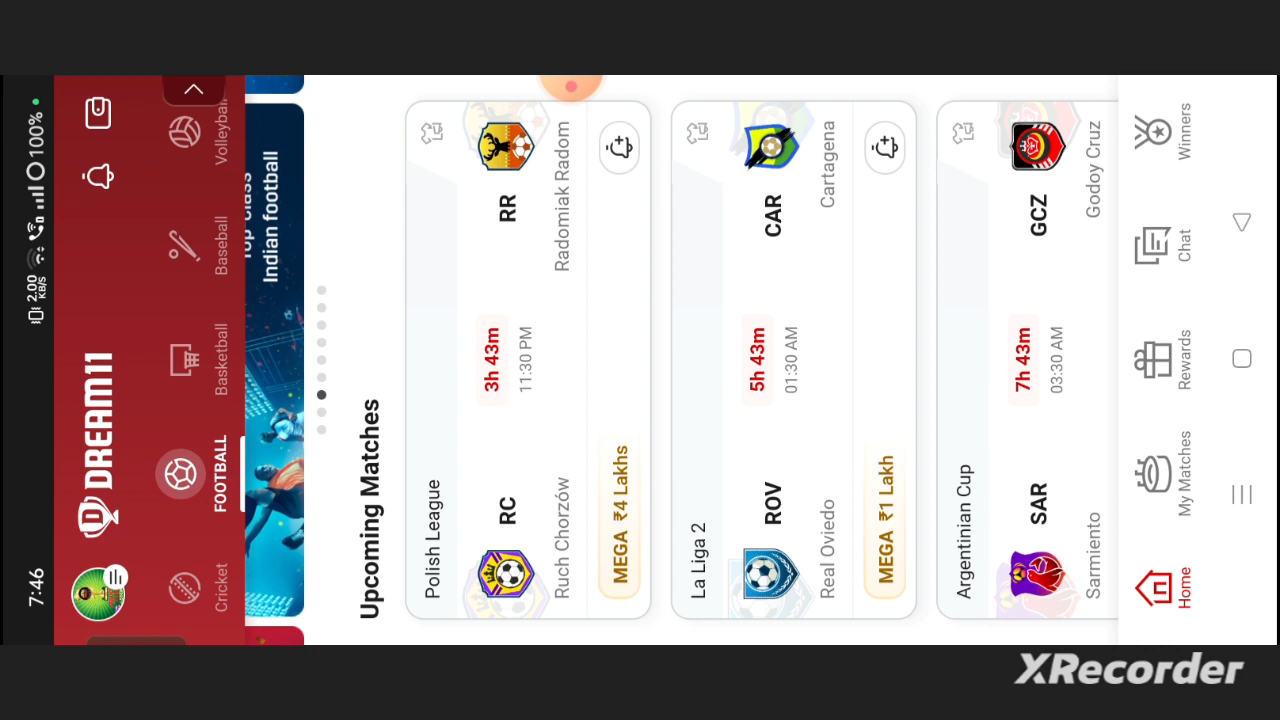 7:46
2.00 KB/S
100%
DREAM11
Cricket
FOOTBALL
Basketball
Baseball
Indian football
Upcoming Matches
Polish League
RC
3h 43m
RR
11:30 PM
Ruch Chorzów
Radomiak Radom
MEGA ₹4 Lakhs
La Liga 2
ROV
5h 43m
CAR
01:30 AM
Real Oviedo
Cartagena
MEGA ₹1 Lakh
Argentinian Cup
SAR
7h 43m
GCZ
03:30 AM
Sarmiento
Godoy Cruz
Home
My Matches
Rewards
Chat
Winners
XRecorder